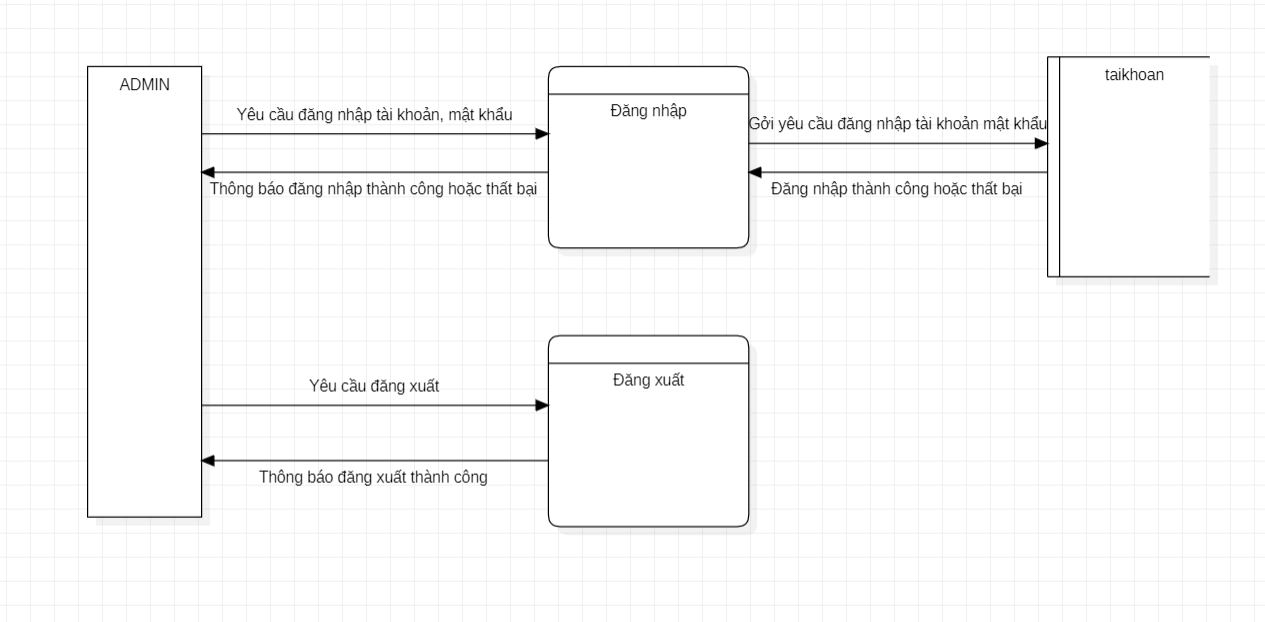 ADMIN
Đăng nhập
taikhoan
Yêu cầu đăng nhập tài khoản, mật khẩu
Gởi yêu cầu đăng nhập tài khoản mật khẩu
Thông báo đăng nhập thành công hoặc thất bại
Đăng nhập thành công hoặc thất bại
Đăng xuất
Yêu cầu đăng xuất
Thông báo đăng xuất thành công